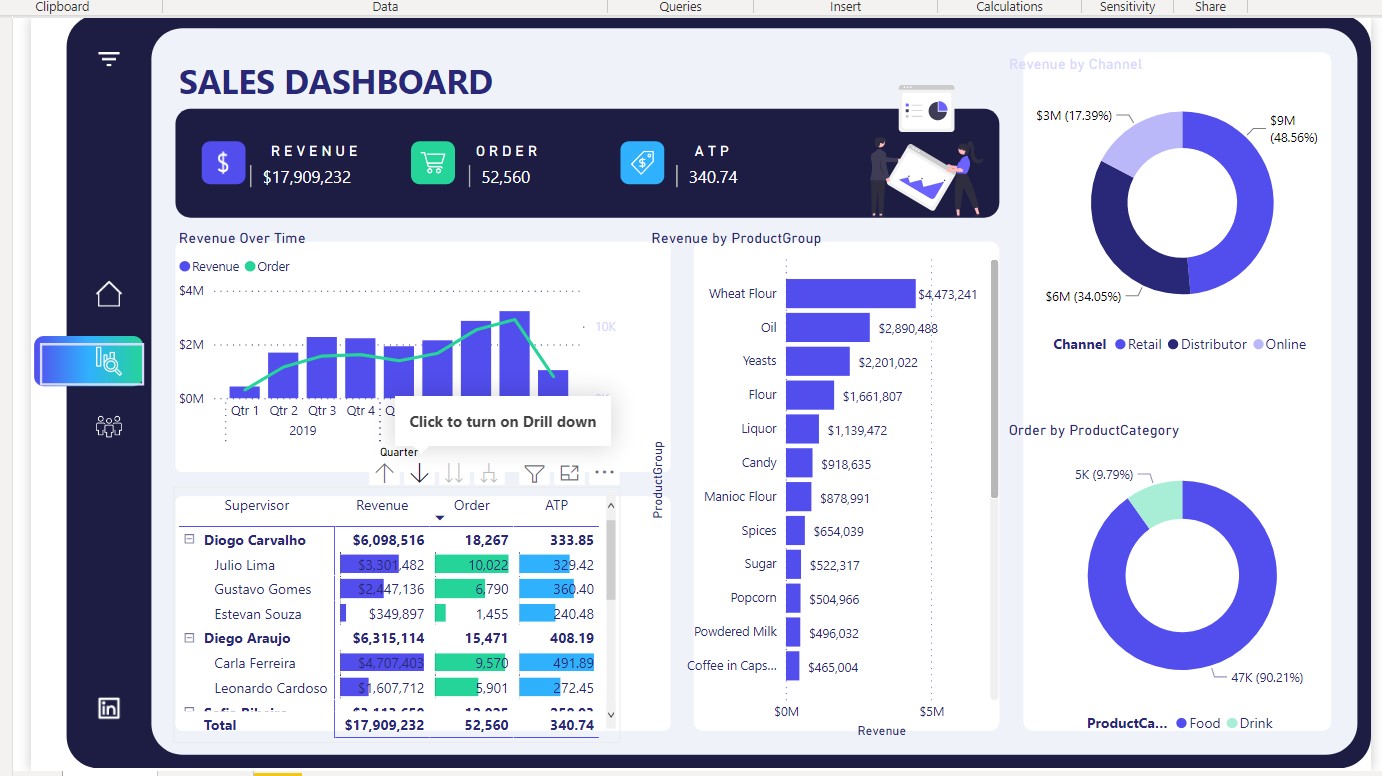 Clipboard Data Queries Insert Calculations Sensitivity Share
SALES DASHBOARD
REVENUE
$17,909,232
ORDER
52,560
ATP
340.74
Revenue Over Time
Revenue Order
$4M
$2M
$0M
10K
Qtr 1 Qtr 2 Qtr 3 Qtr 4
2019
Quarter
Click to turn on Drill down
Supervisor Revenue Order ATP
Diogo Carvalho $6,098,516 18,267 333.85
Julio Lima $3,301,482 10,022 329.42
Gustavo Gomes $2,447,136 6,790 360.40
Estevan Souza $349,897 1,455 240.48
Diego Araujo $6,315,114 15,471 408.19
Carla Ferreira $4,707,403 9,570 491.89
Leonardo Cardoso $1,607,712 5,901 272.45
Total $17,909,232 52,560 340.74
Revenue by ProductGroup
ProductGroup
Wheat Flour $4,473,241
Oil $2,890,488
Yeasts $2,201,022
Flour $1,661,807
Liquor $1,139,472
Candy $918,635
Manioc Flour $878,991
Spices $654,039
Sugar $522,317
Popcorn $504,966
Powdered Milk $496,032
Coffee in Caps... $465,004
$0M $5M
Revenue
Revenue by Channel
$3M (17.39%)
$9M
(48.56%)
$6M (34.05%)
Channel Retail Distributor Online
Order by ProductCategory
5K (9.79%)
47K (90.21%)
ProductCa... Food Drink
in